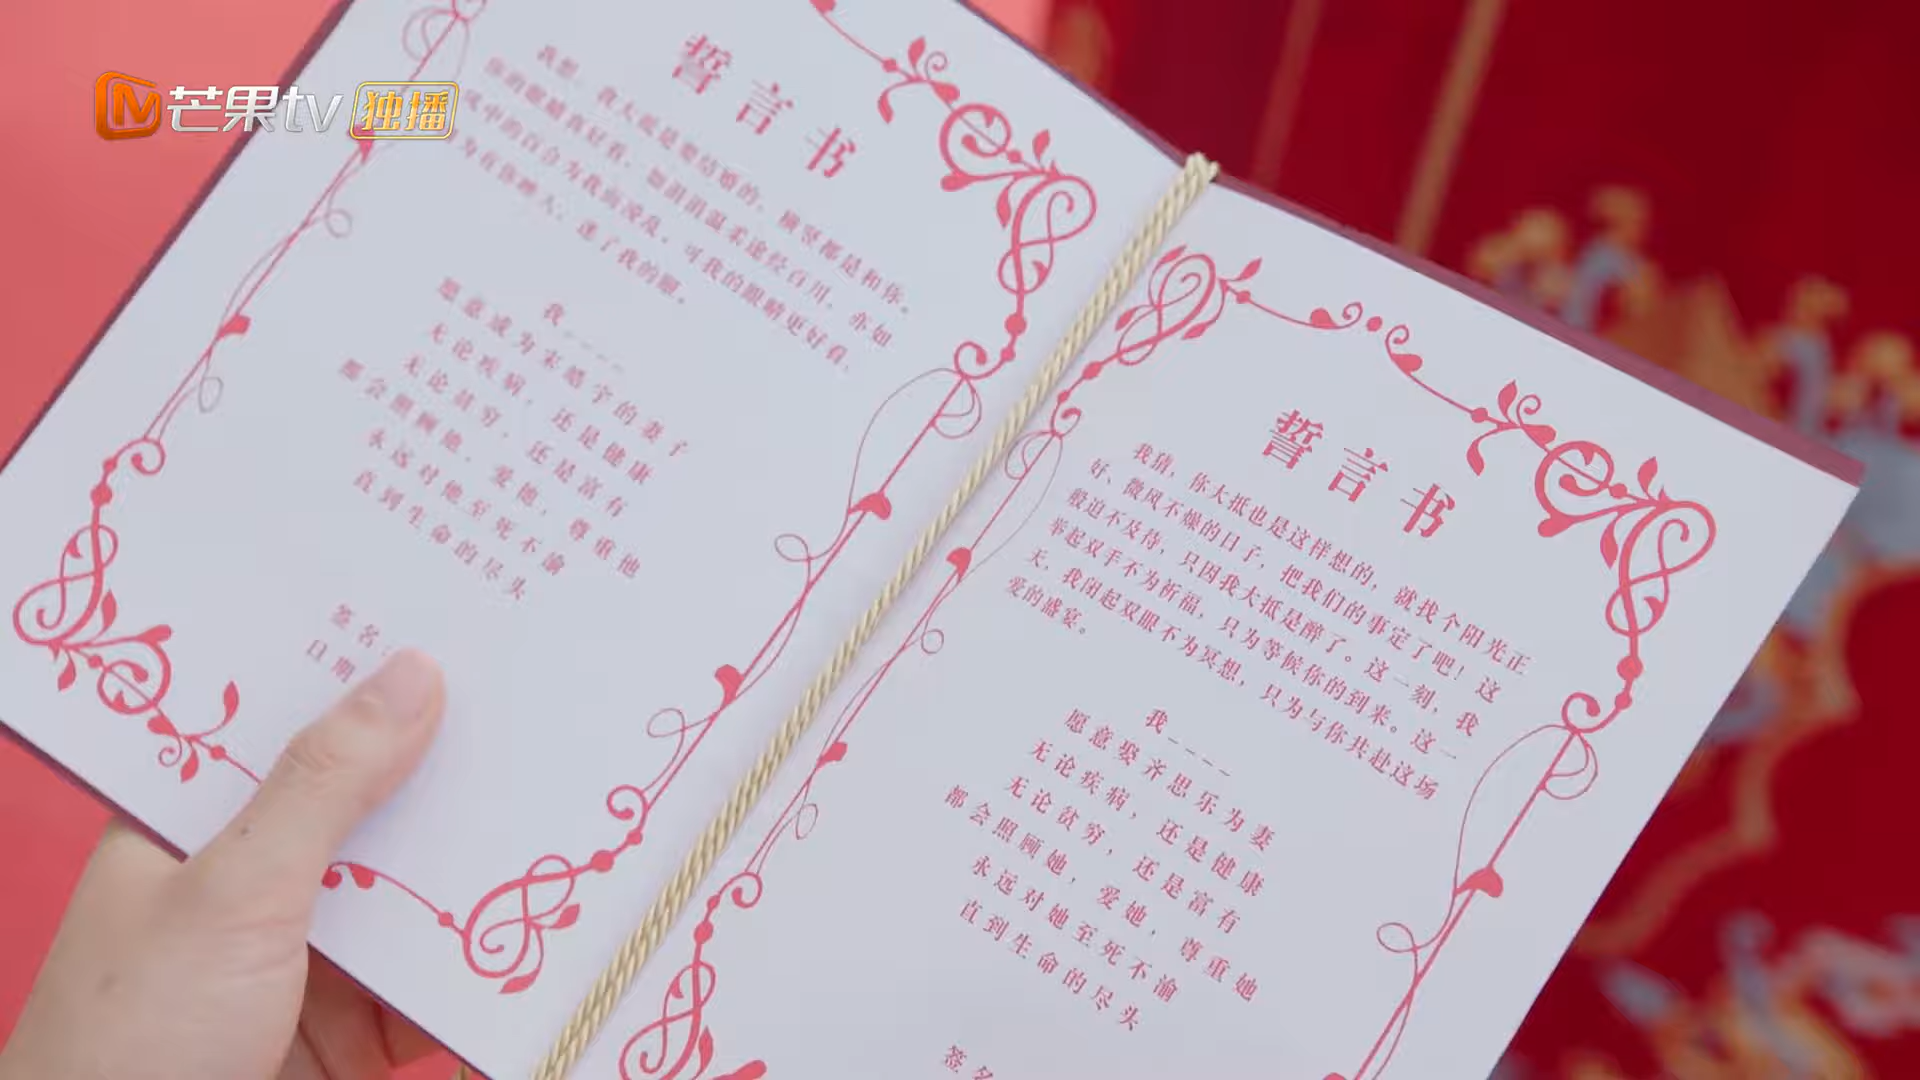 芒果tv 独播
誓言书
我想,我大抵是要结婚的,横竖都是和你。
你的眼睛真好看,如涓涓温柔途经百川,亦如
风中的百合为我而凌乱,可我的眼睛更好看,
为有你映入,迷了我的眼。
我----
愿意成为宋皓宇的妻子
无论疾病,还是健康
无论贫穷,还是富有
都会照顾他,爱他,尊重他
永远对他至死不渝
直到生命的尽头
签名:
日期
誓言书
我猜,你大抵也是这样想的,就找个阳光正
好、微风不燥的日子,把我们的事定了吧!这
般迫不及待,只因我大抵是醉了。这一刻,我
举起双手不为祈福,只为等候你的到来。这一
天,我闭起双眼不为冥想,只为与你共赴这场
爱的盛宴。
我----
愿意娶齐思乐为妻
无论疾病,还是健康
无论贫穷,还是富有
都会照顾她,爱她,尊重她
永远对她至死不渝
直到生命的尽头
签名